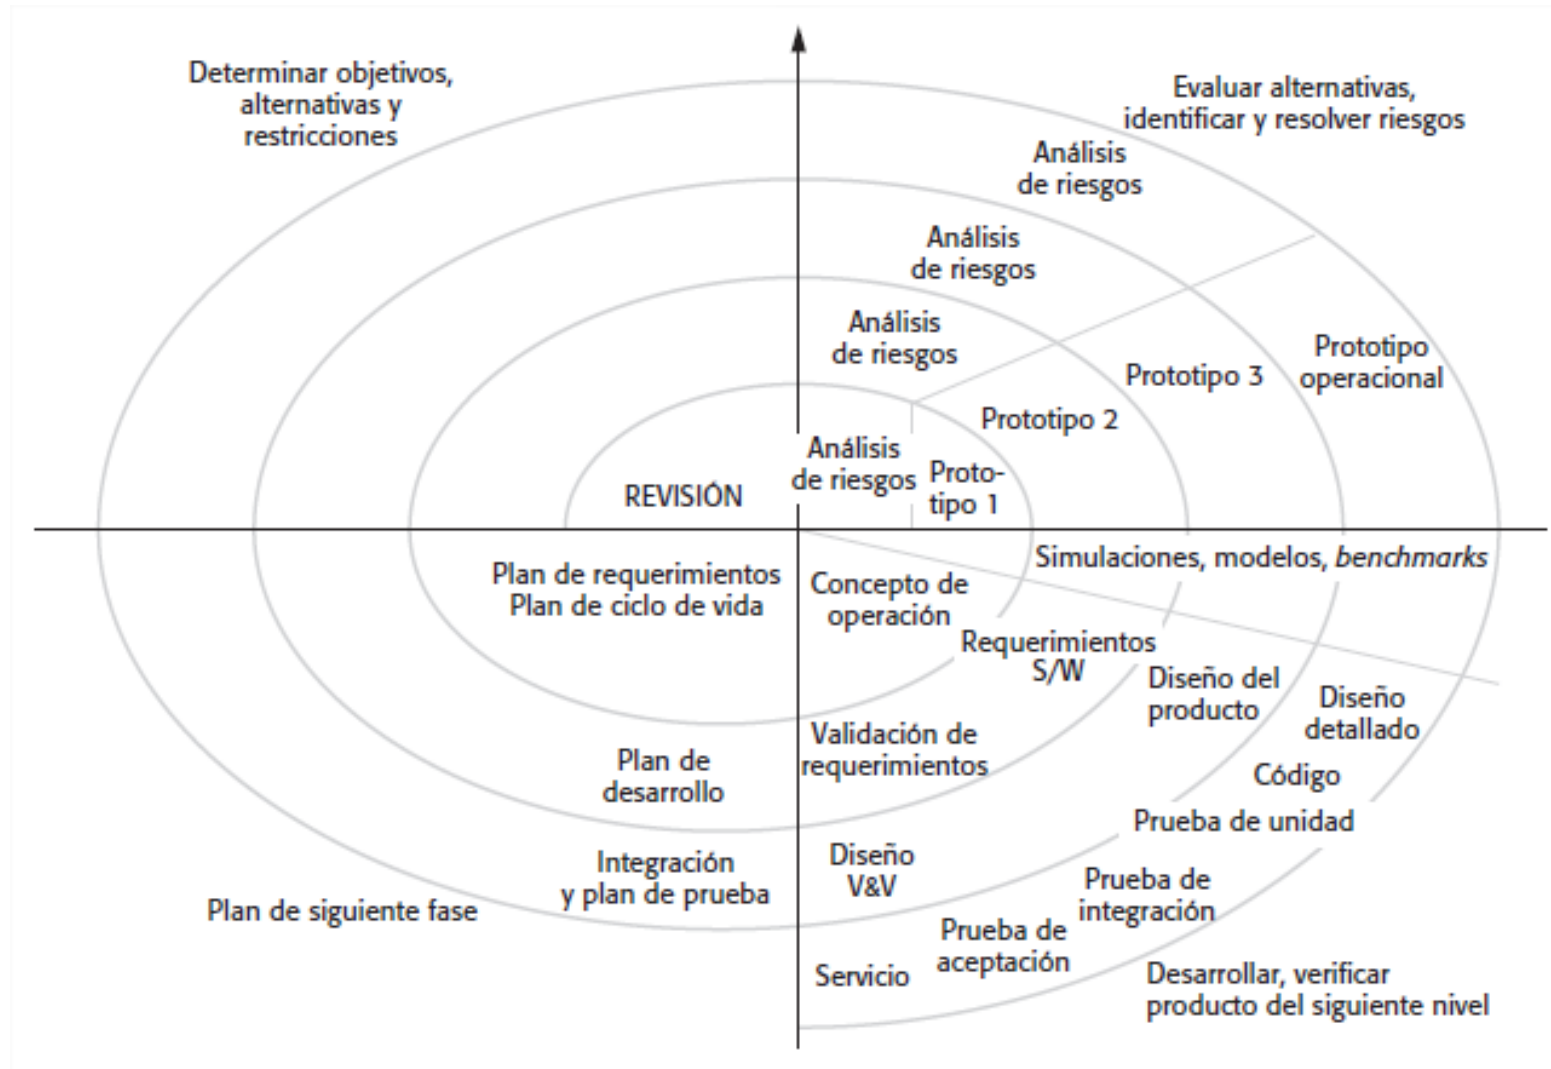 Determinar objetivos,
alternativas y
restricciones
Evaluar alternativas,
identificar y resolver riesgos
Análisis
de riesgos
Análisis
de riesgos
Análisis
de riesgos
Análisis
de riesgos
Proto-
tipo 1
Prototipo 2
Prototipo 3
Prototipo
operacional
REVISIÓN
Simulaciones, modelos, benchmarks
Plan de requerimientos
Plan de ciclo de vida
Concepto de
operación
Requerimientos
S/W
Diseño del
producto
Diseño
detallado
Plan de
desarrollo
Validación de
requerimientos
Código
Prueba de unidad
Integración
y plan de prueba
Diseño
V&V
Prueba de
integración
Plan de siguiente fase
Prueba de
aceptación
Servicio
Desarrollar, verificar
producto del siguiente nivel